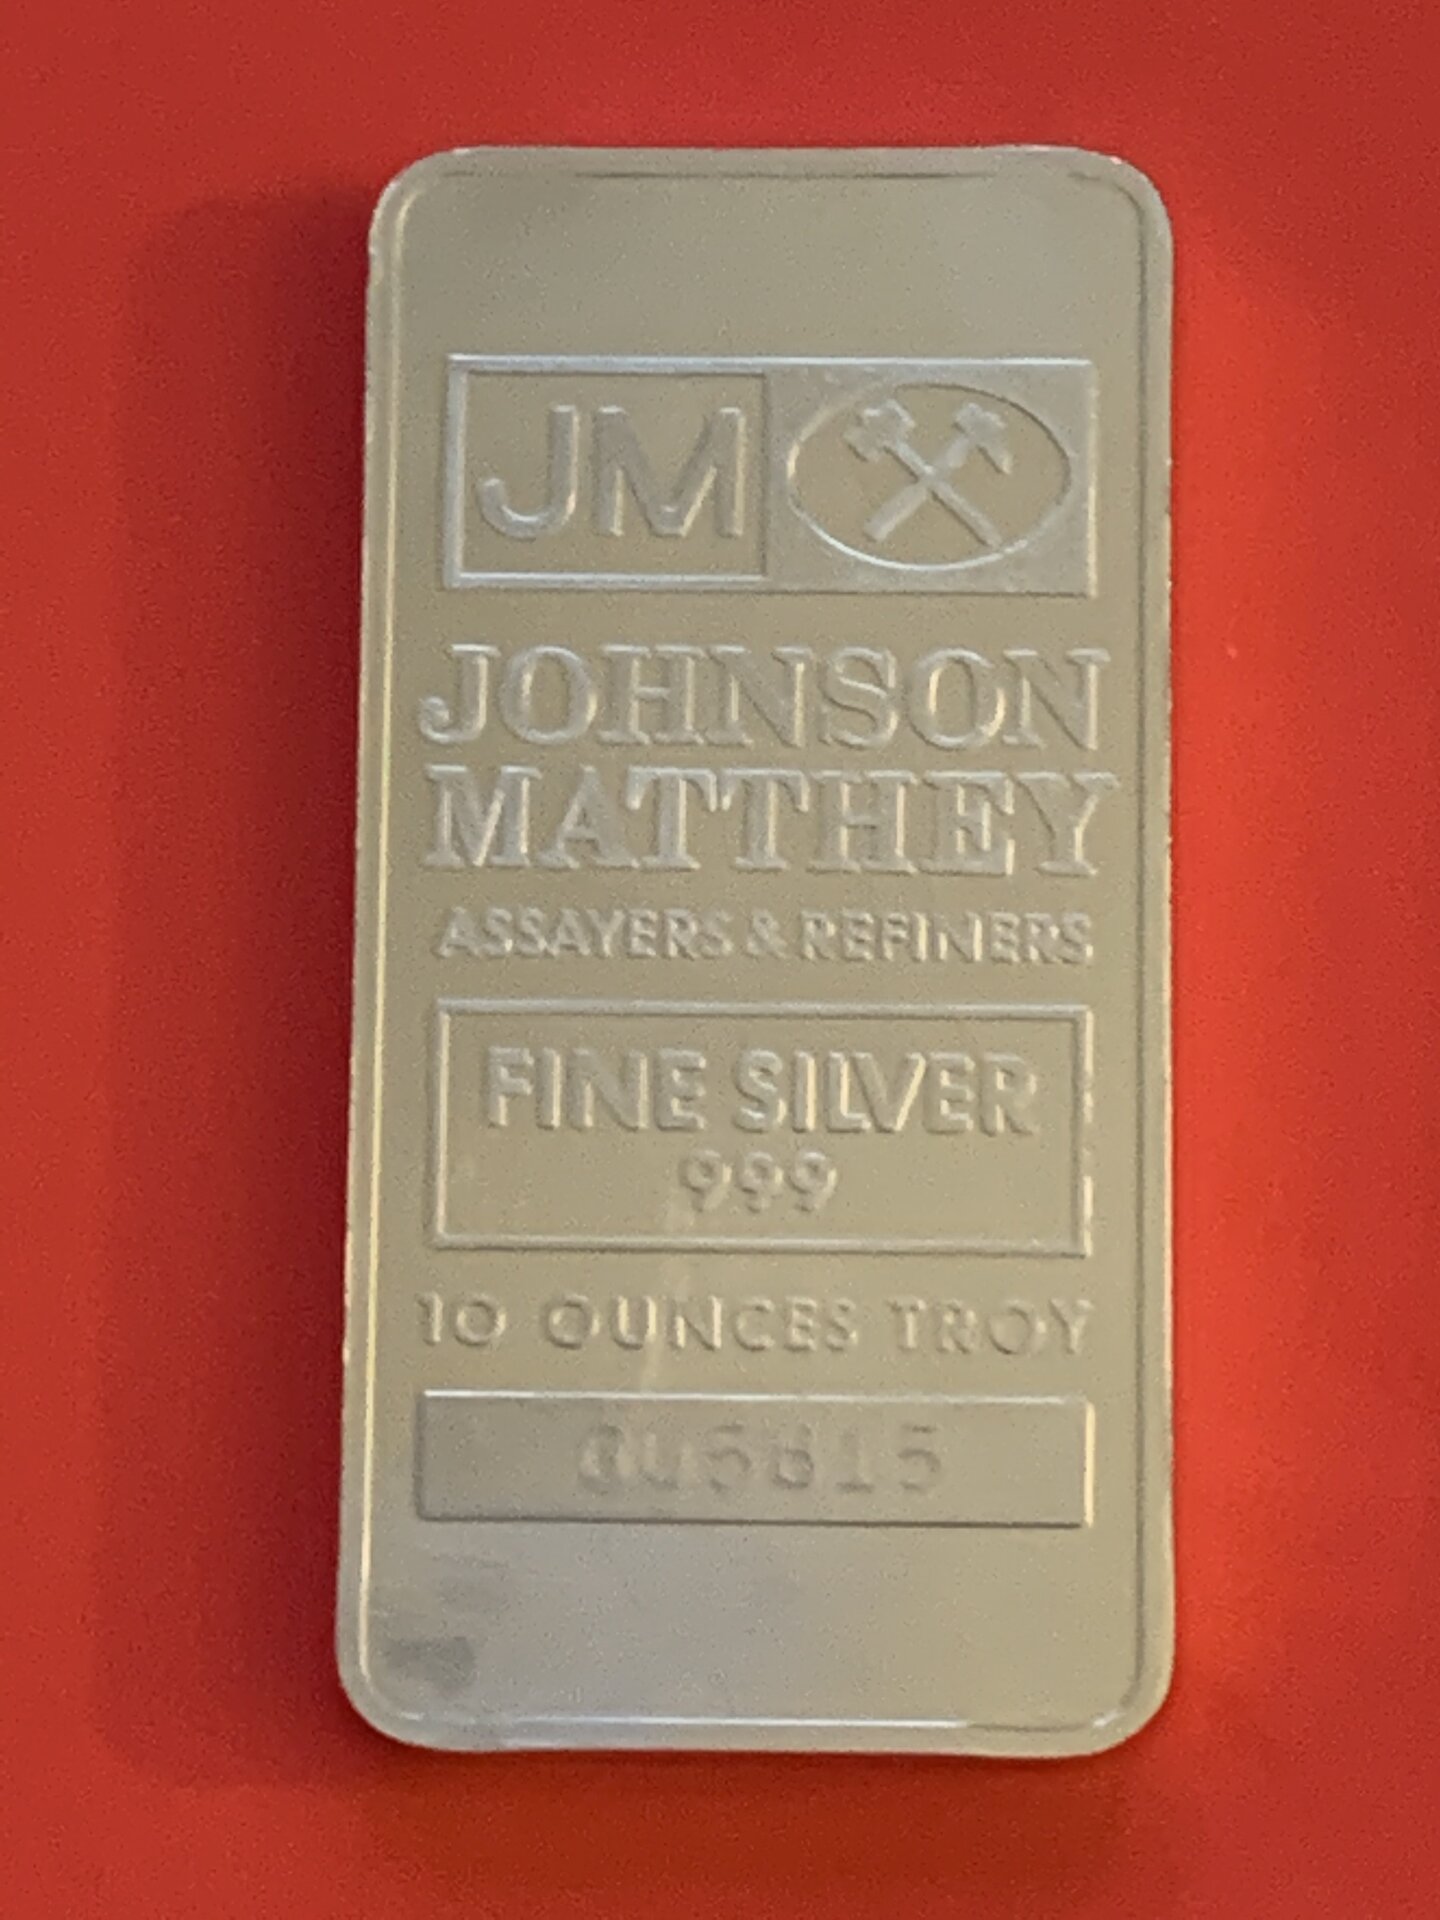 JM
JOHNSON
MATTHEY
ASSAYERS & REFINERS
FINE SILVER
999
10 OUNCES TROY